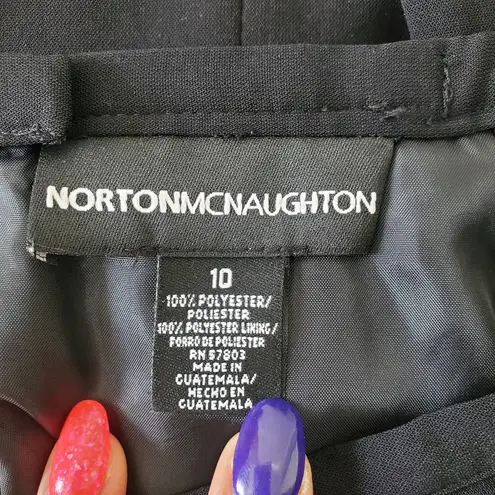 NORTONMCNAUGHTON
10
100% POLYESTER/
POLIESTER
100% POLYESTER LINING/
FORRO DE POLIESTER
RN 57803
MADE IN
GUATEMALA/
HECHO EN
GUATEMALA